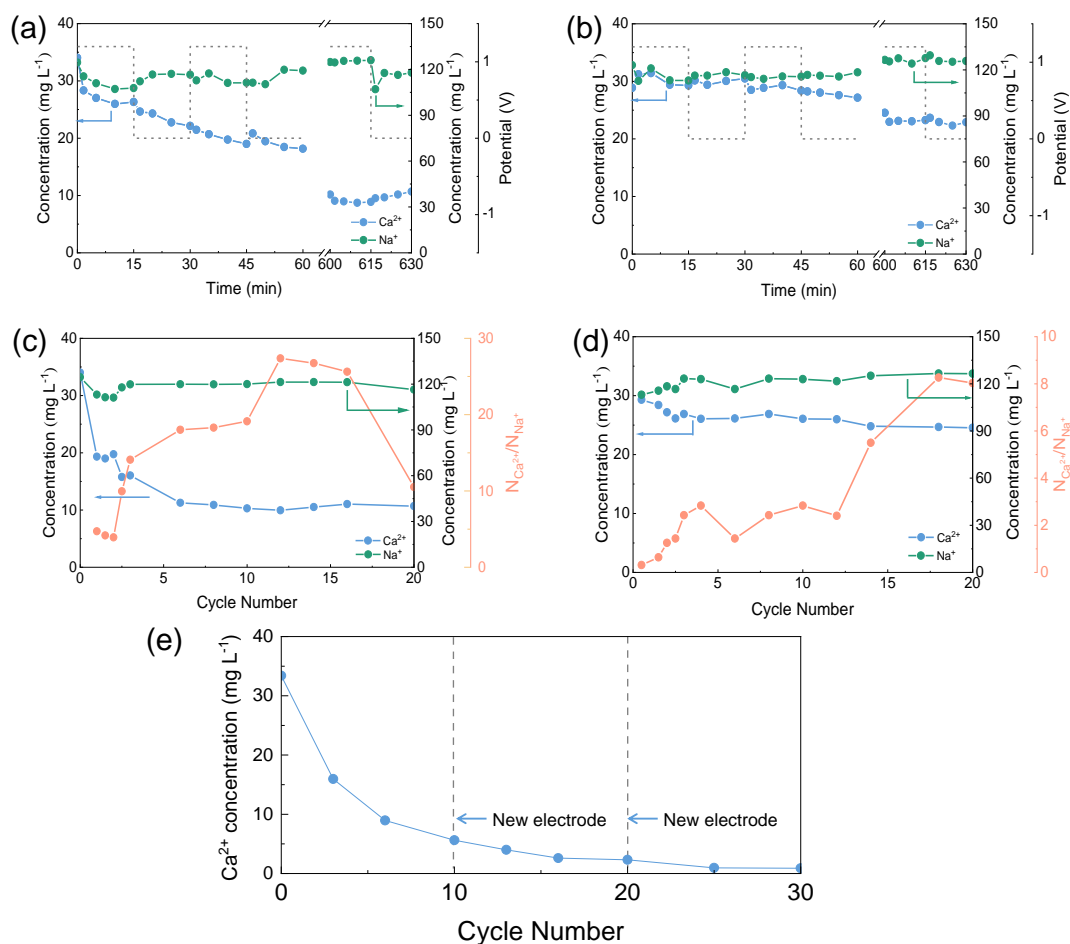 (a)
Concentration (mg L⁻¹)
40
30
20
10
0
0 15 30 45 60 600 615 630
Time (min)
Ca²⁺
Na⁺
150
120
90
60
30
0
Concentration (mg L⁻¹)
1
0
-1
Potential (V)
(b)
Concentration (mg L⁻¹)
40
30
20
10
0
0 15 30 45 60 600 615 630
Time (min)
Ca²⁺
Na⁺
150
120
90
60
30
0
Concentration (mg L⁻¹)
1
0
-1
Potential (V)
(c)
Concentration (mg L⁻¹)
40
30
20
10
0
0 5 10 15 20
Cycle Number
Ca²⁺
Na⁺
150
120
90
60
30
0
Concentration (mg L⁻¹)
30
20
10
0
N_Ca²⁺/N_Na⁺
(d)
Concentration (mg L⁻¹)
40
30
20
10
0
0 5 10 15 20
Cycle Number
Ca²⁺
Na⁺
150
120
90
60
30
0
Concentration (mg L⁻¹)
10
8
6
4
2
0
N_Ca²⁺/N_Na⁺
(e)
Ca²⁺ concentration (mg L⁻¹)
40
30
20
10
0
New electrode
New electrode
0 10 20 30
Cycle Number